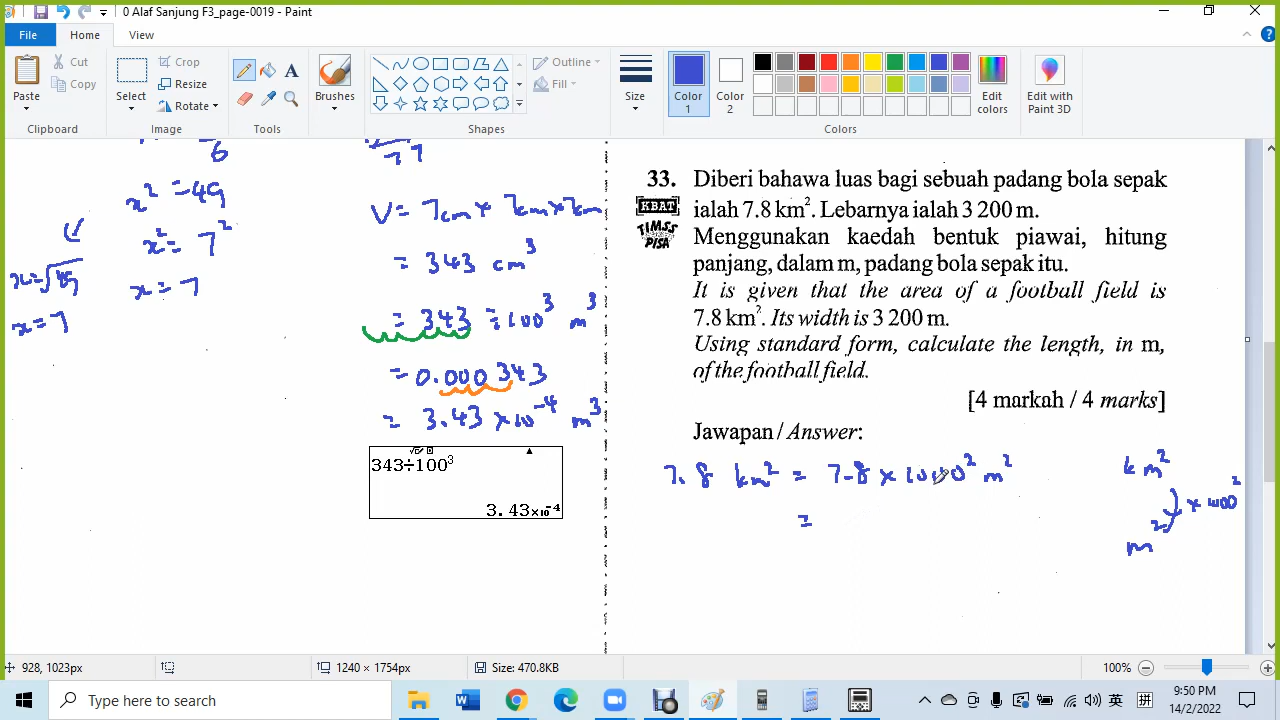 0 Alaf Sanjung F3_page-0019 - Paint
File
Home
View
Paste
Cut
Copy
Clipboard
Select
Crop
Resize
Rotate
Image
A
Tools
Brushes
Shapes
Outline
Fill
Size
Color 1
Color 2
Edit colors
Edit with Paint 3D
Colors
6
x² = 49
x² = 7²
x = 7
x = √49
x = 7
V = 7cm × 7cm × 7cm
= 343 cm³
= 343 ÷ 100³ m³
= 0.000 343
= 3.43 × 10⁻⁴ m³
343÷100³
3.43×10⁻⁴
33. Diberi bahawa luas bagi sebuah padang bola sepak
KBAT ialah 7.8 km². Lebarnya ialah 3 200 m.
TIMSS PISA
Menggunakan kaedah bentuk piawai, hitung
panjang, dalam m, padang bola sepak itu.
It is given that the area of a football field is
7.8 km². Its width is 3 200 m.
Using standard form, calculate the length, in m,
of the football field.
[4 markah / 4 marks]
Jawapan / Answer:
7.8 km² = 7.8 × 1000² m²
=
km²
m²
928, 1023px
1240 × 1754px
Size: 470.8KB
100%
Type here to search
英
拼
9:50 PM
14/2/2022